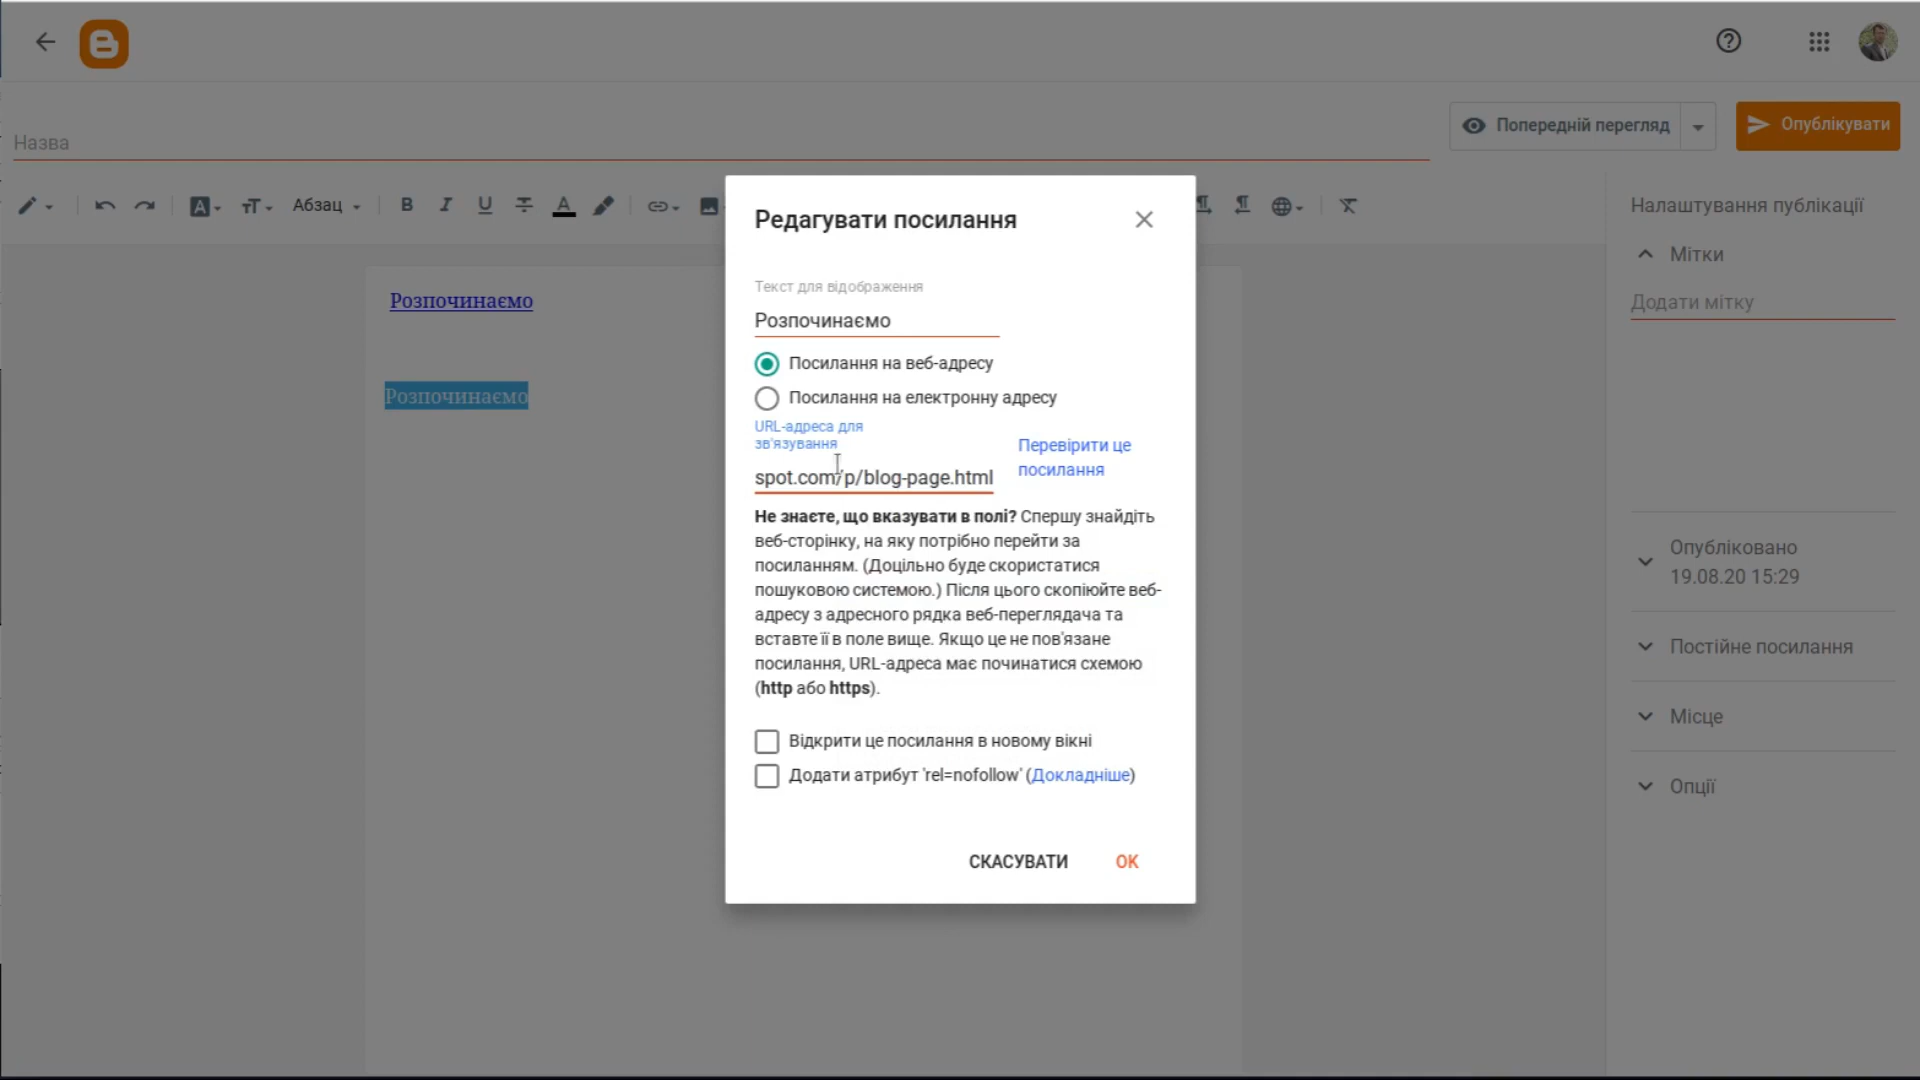 Попередній перегляд
Опублікувати
Назва
Абзац
Налаштування публікації
Мітки
Додати мітку
Опубліковано
19.08.20 15:29
Постійне посилання
Місце
Опції
Розпочинаємо
Розпочинаємо
Редагувати посилання
Текст для відображення
Розпочинаємо
Посилання на веб-адресу
Посилання на електронну адресу
URL-адреса для
зв'язування
spot.com/p/blog-page.html
Перевірити це
посилання
Не знаєте, що вказувати в полі? Спершу знайдіть
веб-сторінку, на яку потрібно перейти за
посиланням. (Доцільно буде скористатися
пошуковою системою.) Після цього скопіюйте веб-
адресу з адресного рядка веб-переглядача та
вставте її в поле вище. Якщо це не пов'язане
посилання, URL-адреса має починатися схемою
(http або https).
Відкрити це посилання в новому вікні
Додати атрибут 'rel=nofollow' (Докладніше)
СКАСУВАТИ
OK